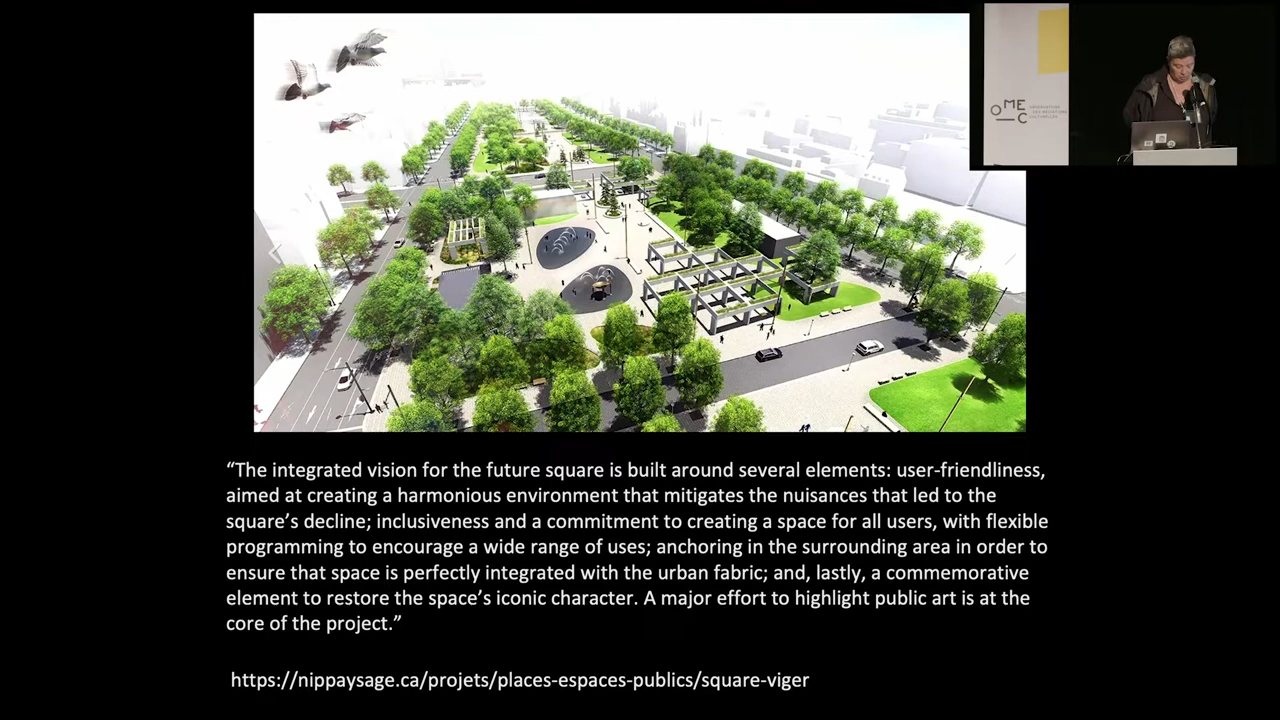 OMEC
“The integrated vision for the future square is built around several elements: user-friendliness,
aimed at creating a harmonious environment that mitigates the nuisances that led to the
square’s decline; inclusiveness and a commitment to creating a space for all users, with flexible
programming to encourage a wide range of uses; anchoring in the surrounding area in order to
ensure that space is perfectly integrated with the urban fabric; and, lastly, a commemorative
element to restore the space’s iconic character. A major effort to highlight public art is at the
core of the project.”
https://nippaysage.ca/projets/places-espaces-publics/square-viger